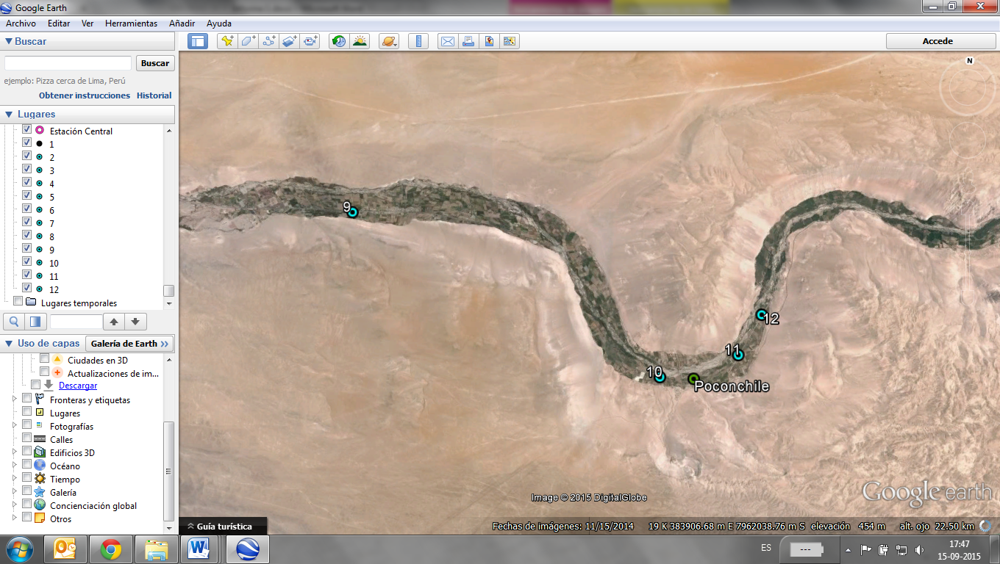 Google Earth
Archivo Editar Ver Herramientas Añadir Ayuda
Buscar
Buscar
ejemplo: Pizza cerca de Lima, Perú
Obtener instrucciones Historial
Lugares
Estación Central
1
2
3
4
5
6
7
8
9
10
11
12
Lugares temporales
Uso de capas Galería de Earth >>
Ciudades en 3D
Actualizaciones de im...
Descargar
Fronteras y etiquetas
Lugares
Fotografías
Calles
Edificios 3D
Océano
Tiempo
Galería
Concienciación global
Otros
Accede
N
9
12
11
10
Poconchile
Google earth
Image © 2015 DigitalGlobe
Guía turística
Fechas de imágenes: 11/15/2014 19 K 383906.68 m E 7962038.76 m S elevación 454 m alt. ojo 22.50 km
ES
---
17:47
15-09-2015